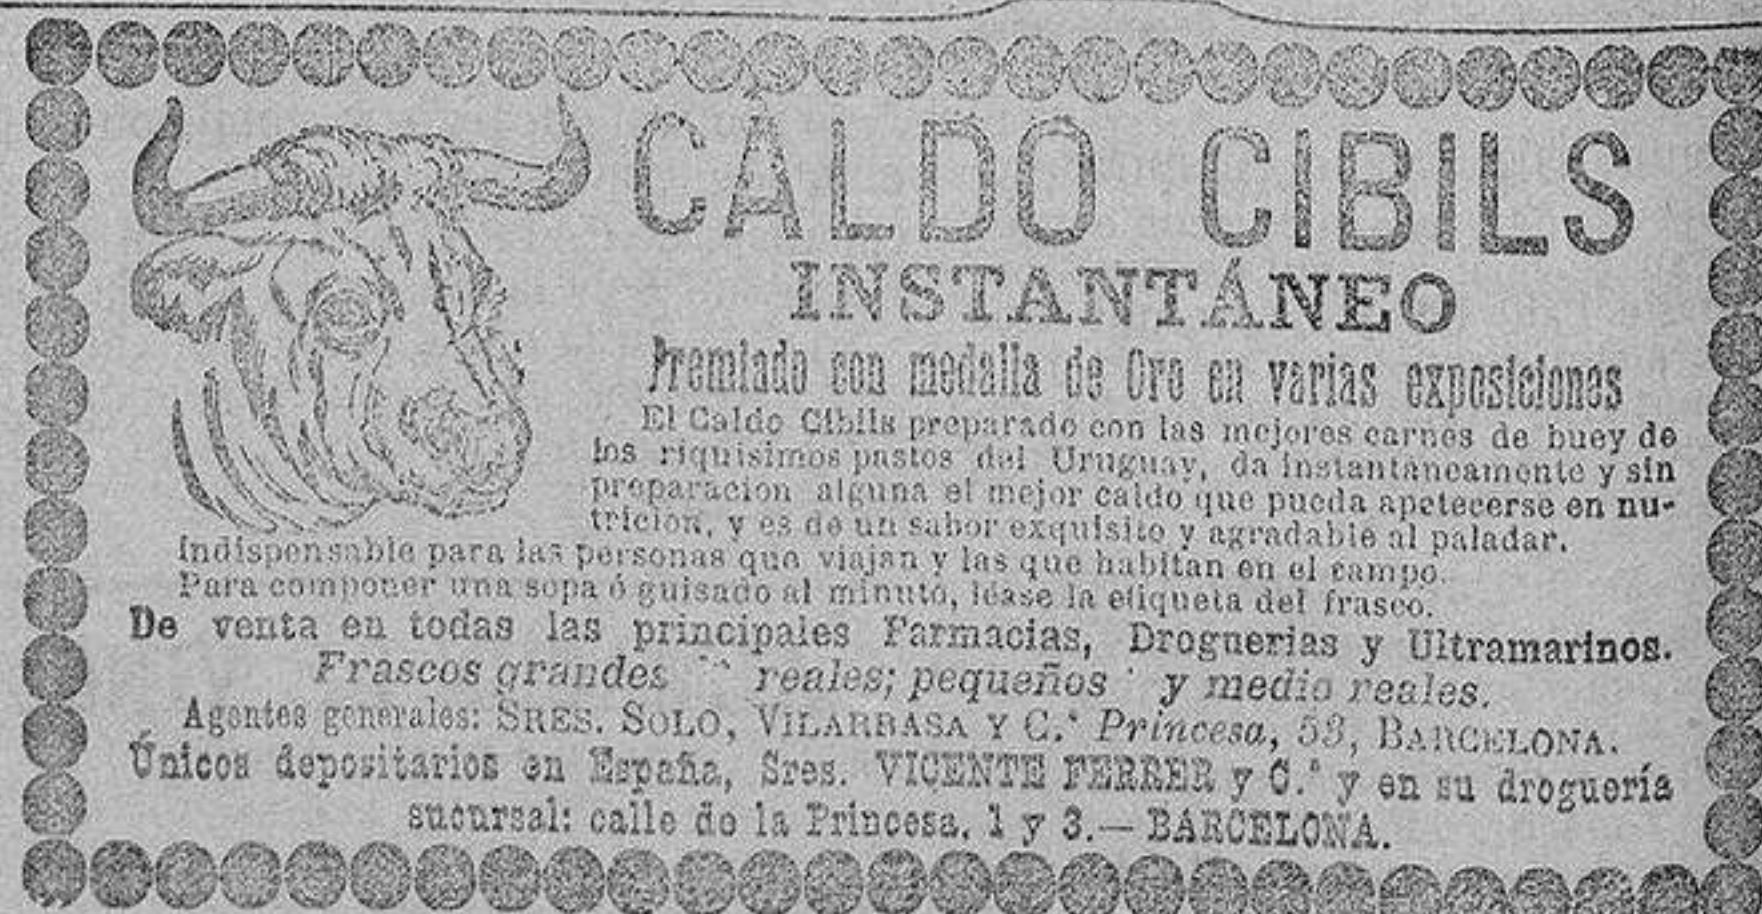 CALDO CIBILS
INSTANTÁNEO
Premiado con medalla de Oro en varias exposiciones
El Caldo Cibils preparado con las mejores carnes de buey de
los riquisimos pastos del Uruguay, da instantáneamente y sin
preparacion alguna el mejor caldo que pueda apetecerse en nu-
trición, y es de un sabor exquisito y agradable al paladar.
Indispensable para las personas que viajan y las que habitan en el campo.
Para componer una sopa ó guisado al minuto, léase la etiqueta del frasco.
De venta en todas las principales Farmacias, Droguerias y Ultramarinos.
Frascos grandes reales; pequeños y medio reales.
Agentes generales: SRES. SOLO, VILARRASA Y C.ª Princesa, 53, BARCELONA.
Únicos depositarios en España, Sres. VICENTE FERRER y C.ª y en su droguería
sucursal: calle de la Princesa, 1 y 3.—BARCELONA.